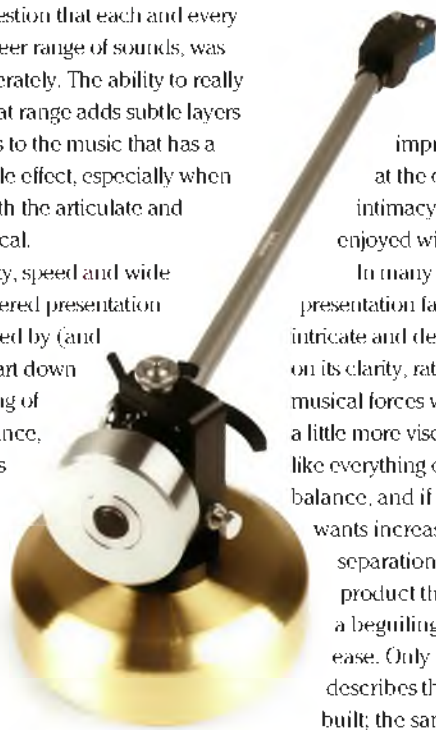 estion that each and every
eer range of sounds, was
erately. The ability to really
at range adds subtle layers
s to the music that has a
le effect, especially when
th the articulate and
cal.
ty, speed and wide
ered presentation
ed by (and
art down
ng of
nce,
s
impr
at the e
intimacy
enjoyed wi
In many
presentation fa
intricate and de
on its clarity, rat
musical forces w
a little more visc
like everything e
balance, and if
wants increas
separation
product th
a beguiling
ease. Only
describes th
built; the sar